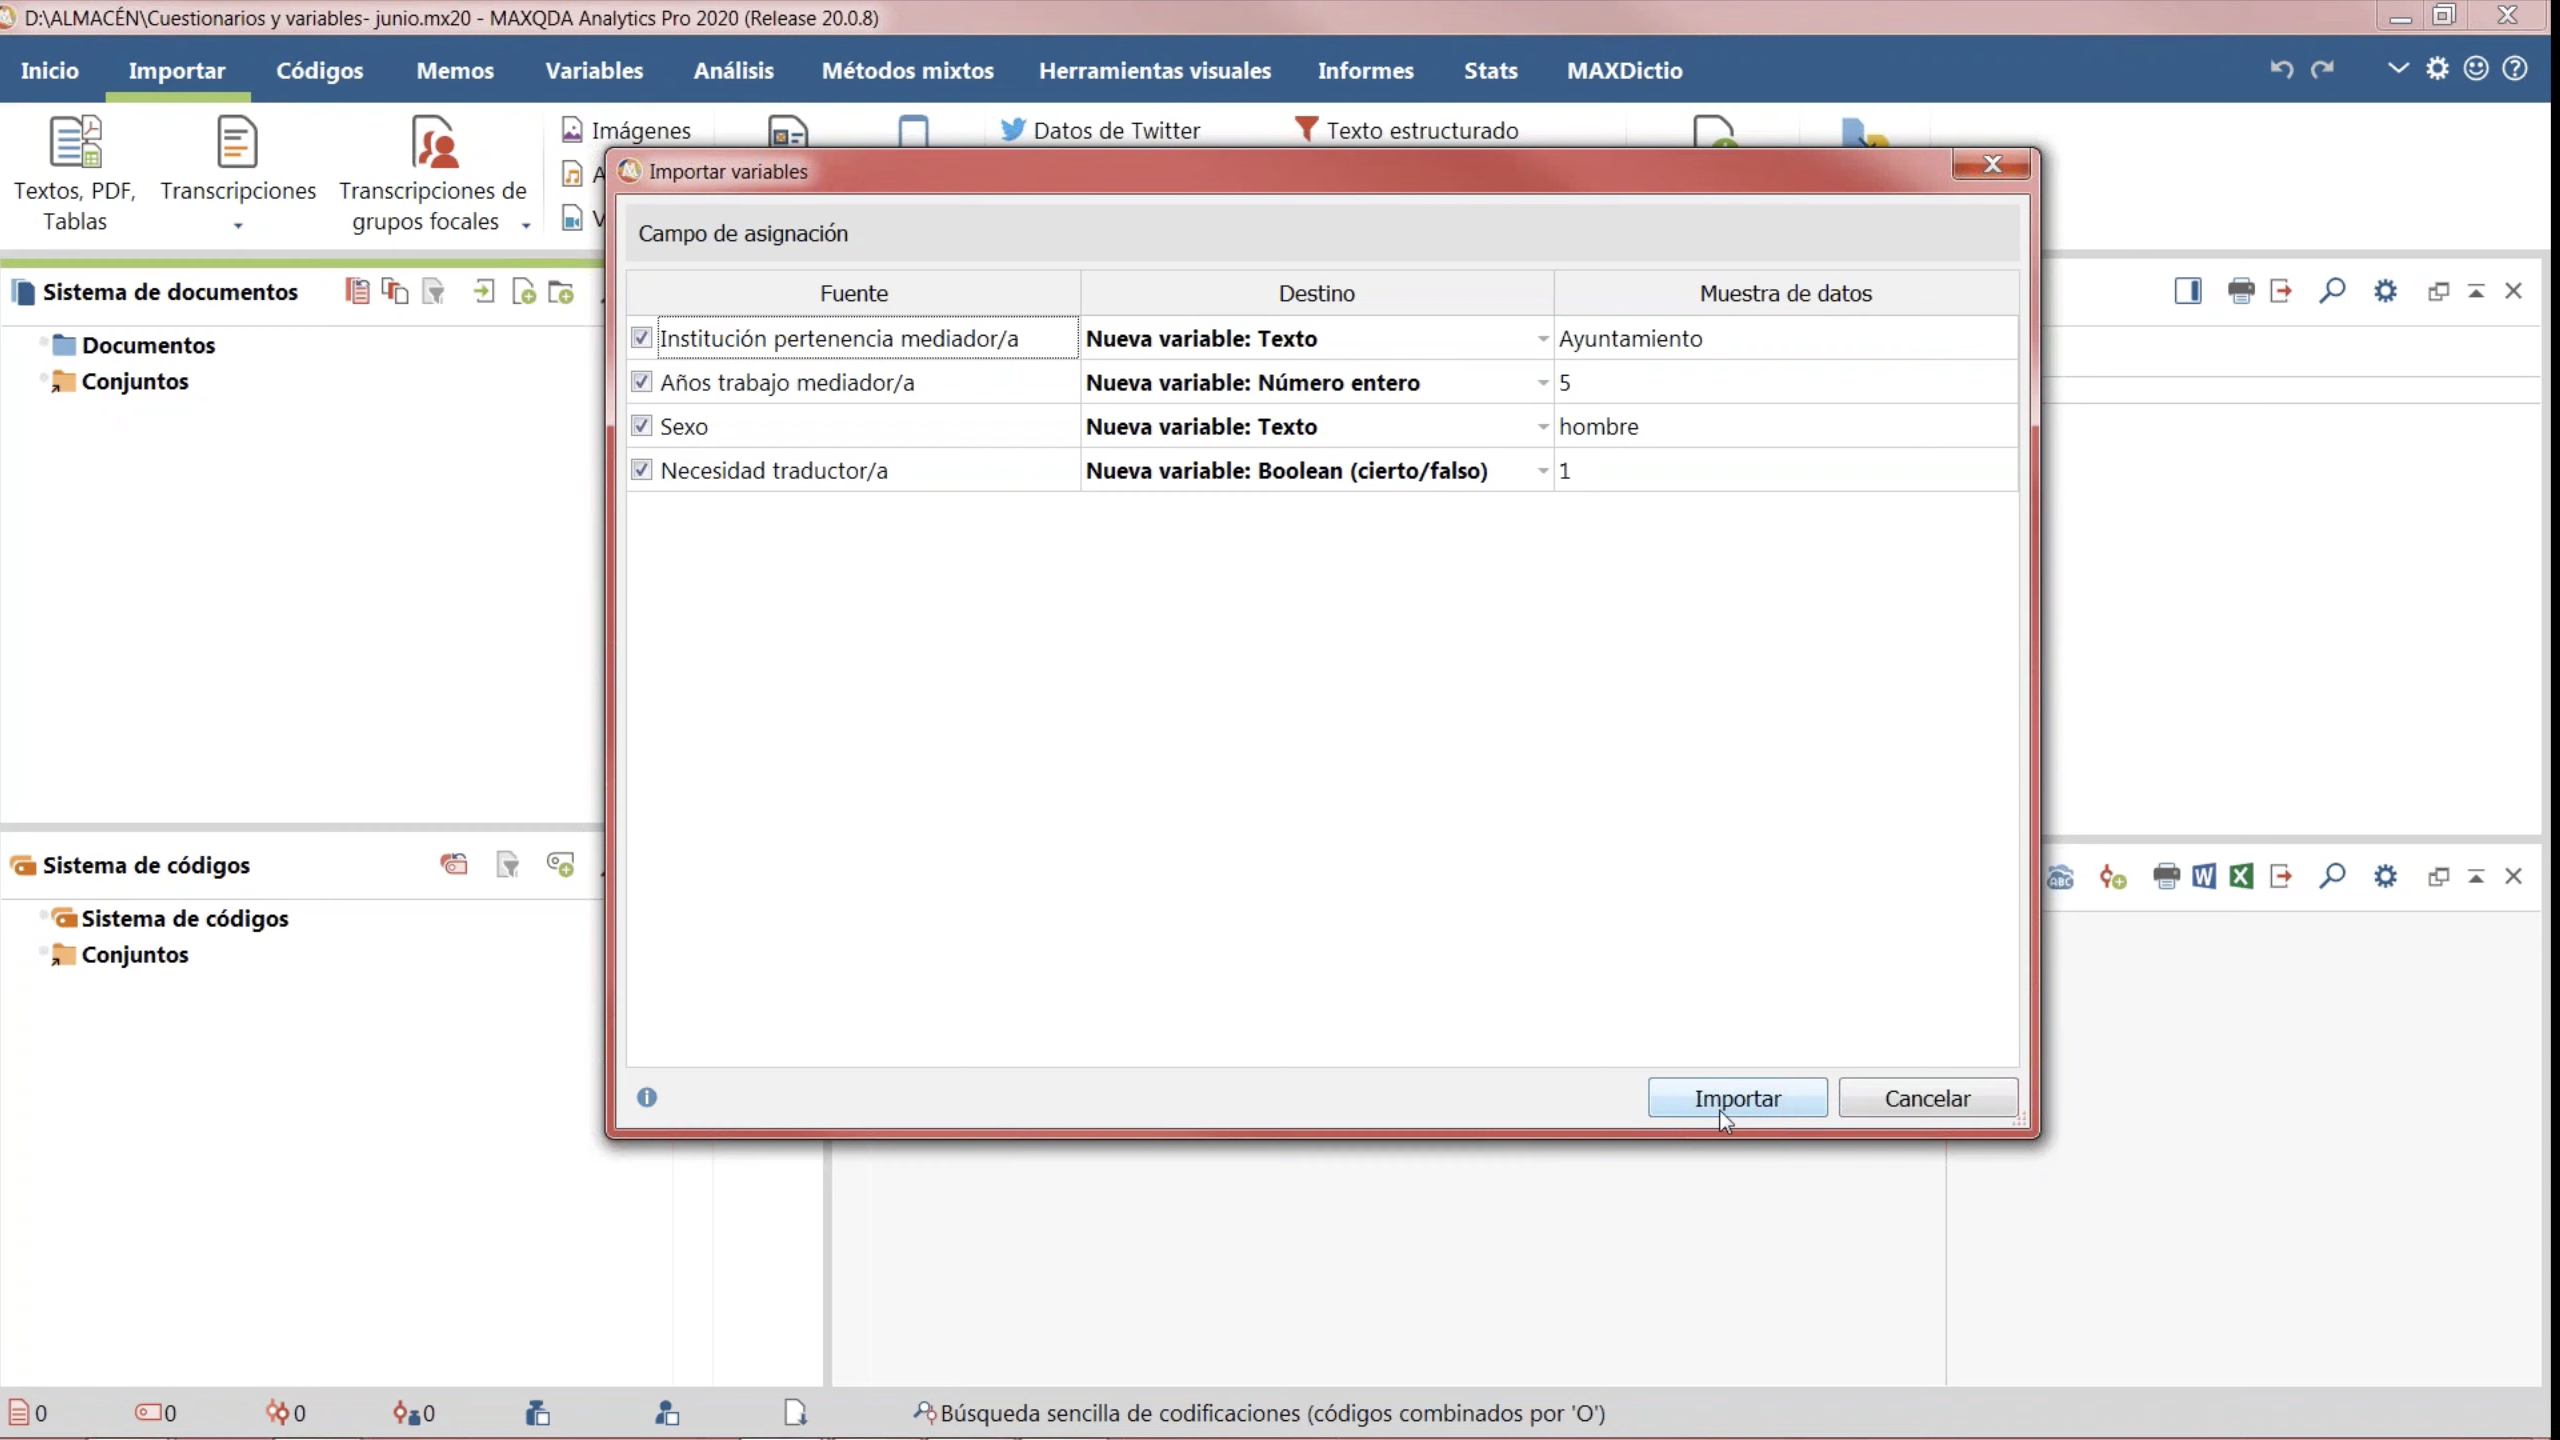 D:\ALMACÉN\Cuestionarios y variables- junio.mx20 - MAXQDA Analytics Pro 2020 (Release 20.0.8)
Inicio Importar Códigos Memos Variables Análisis Métodos mixtos Herramientas visuales Informes Stats MAXDictio
Imágenes Datos de Twitter Texto estructurado
Textos, PDF, Tablas
Transcripciones
Transcripciones de grupos focales
Importar variables
Campo de asignación
Fuente Destino Muestra de datos
Institución pertenencia mediador/a Nueva variable: Texto Ayuntamiento
Años trabajo mediador/a Nueva variable: Número entero 5
Sexo Nueva variable: Texto hombre
Necesidad traductor/a Nueva variable: Boolean (cierto/falso) 1
Importar Cancelar
Sistema de documentos
Documentos
Conjuntos
Sistema de códigos
Sistema de códigos
Conjuntos
0 0 0 0 Búsqueda sencilla de codificaciones (códigos combinados por 'O')